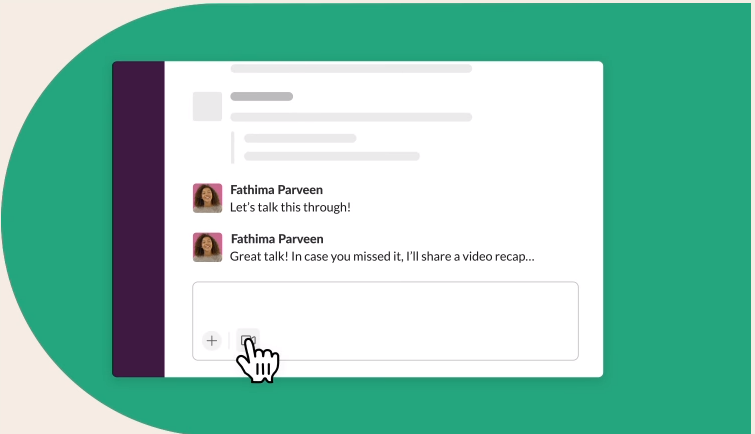 Fathima Parveen
Let’s talk this through!
Fathima Parveen
Great talk! In case you missed it, I’ll share a video recap...